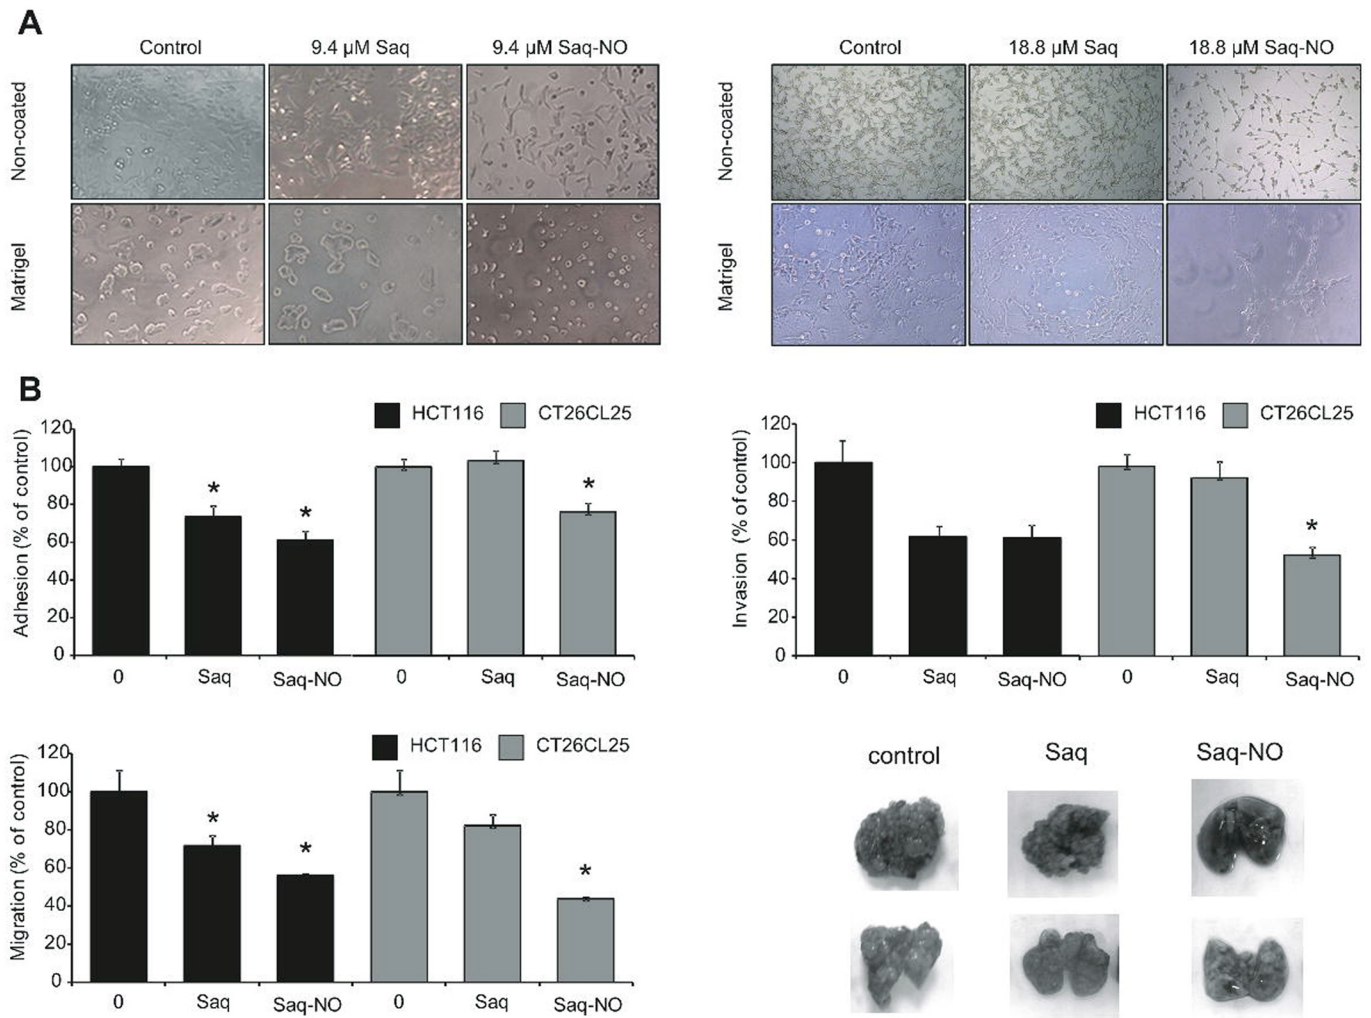 A
Control 9.4 µM Saq 9.4 µM Saq-NO
Non-coated
Matrigel
Control 18.8 µM Saq 18.8 µM Saq-NO
Non-coated
Matrigel
B
HCT116 CT26CL25
Adhesion (% of control)
120
100
80
60
40
20
0
* * *
0 Saq Saq-NO 0 Saq Saq-NO
HCT116 CT26CL25
Invasion (% of control)
120
100
80
60
40
20
0
*
0 Saq Saq-NO 0 Saq Saq-NO
HCT116 CT26CL25
Migration (% of control)
120
100
80
60
40
20
0
* * *
0 Saq Saq-NO 0 Saq Saq-NO
control Saq Saq-NO